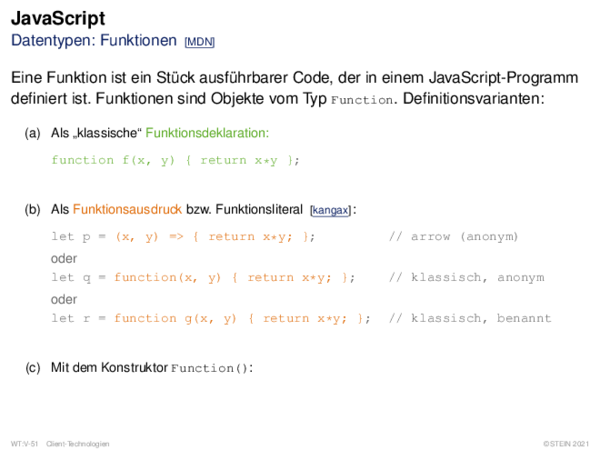 JavaScript
Datentypen: Funktionen [MDN]
Eine Funktion ist ein Stück ausführbarer Code, der in einem JavaScript-Programm
definiert ist. Funktionen sind Objekte vom Typ Function. Definitionsvarianten:
(a) Als „klassische“ Funktionsdeklaration:
function f(x, y) { return x*y };
(b) Als Funktionsausdruck bzw. Funktionsliteral [kangax]:
let p = (x, y) => { return x*y; }; // arrow (anonym)
oder
let q = function(x, y) { return x*y; }; // klassisch, anonym
oder
let r = function g(x, y) { return x*y; }; // klassisch, benannt
(c) Mit dem Konstruktor Function():
WT:V-51 Client-Technologien ©STEIN 2021